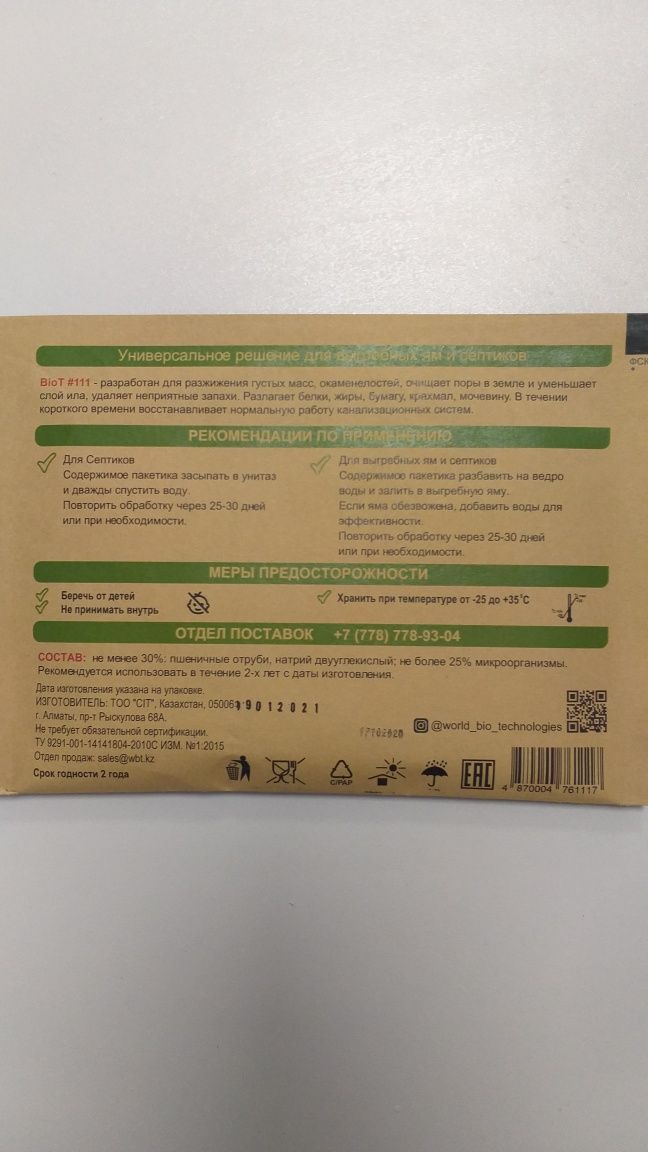 Универсальное решение для выгребных ям и септиков
ФСК
BioT #111 - разработан для разжижения густых масс, окаменелостей, очищает поры в земле и уменьшает
слой ила, удаляет неприятные запахи. Разлагает белки, жиры, бумагу, крахмал, мочевину. В течении
короткого времени восстанавливает нормальную работу канализационных систем.
РЕКОМЕНДАЦИИ ПО ПРИМЕНЕНИЮ
Для Септиков
Содержимое пакетика засыпать в унитаз
и дважды спустить воду.
Повторить обработку через 25-30 дней
или при необходимости.
Для выгребных ям и септиков
Содержимое пакетика разбавить на ведро
воды и залить в выгребную яму.
Если яма обезвожена, добавить воды для
эффективности.
Повторить обработку через 25-30 дней
или при необходимости.
МЕРЫ ПРЕДОСТОРОЖНОСТИ
Беречь от детей
Не принимать внутрь
Хранить при температуре от -25 до +35°С
ОТДЕЛ ПОСТАВОК +7 (778) 778-93-04
СОСТАВ: не менее 30%: пшеничные отруби, натрий двууглекислый; не более 25% микроорганизмы.
Рекомендуется использовать в течение 2-х лет с даты изготовления.
Дата изготовления указана на упаковке.
ИЗГОТОВИТЕЛЬ: ТОО "СІТ", Казахстан, 050063
19012021
г. Алматы, пр-т Рыскулова 68А.
Не требует обязательной сертификации.
ТУ 9291-001-14141804-2010С ИЗМ. №1:2015
Отдел продаж: sales@wbt.kz
Срок годности 2 года
@world_bio_technologies
C/PAP
EAC
4 870004 761117